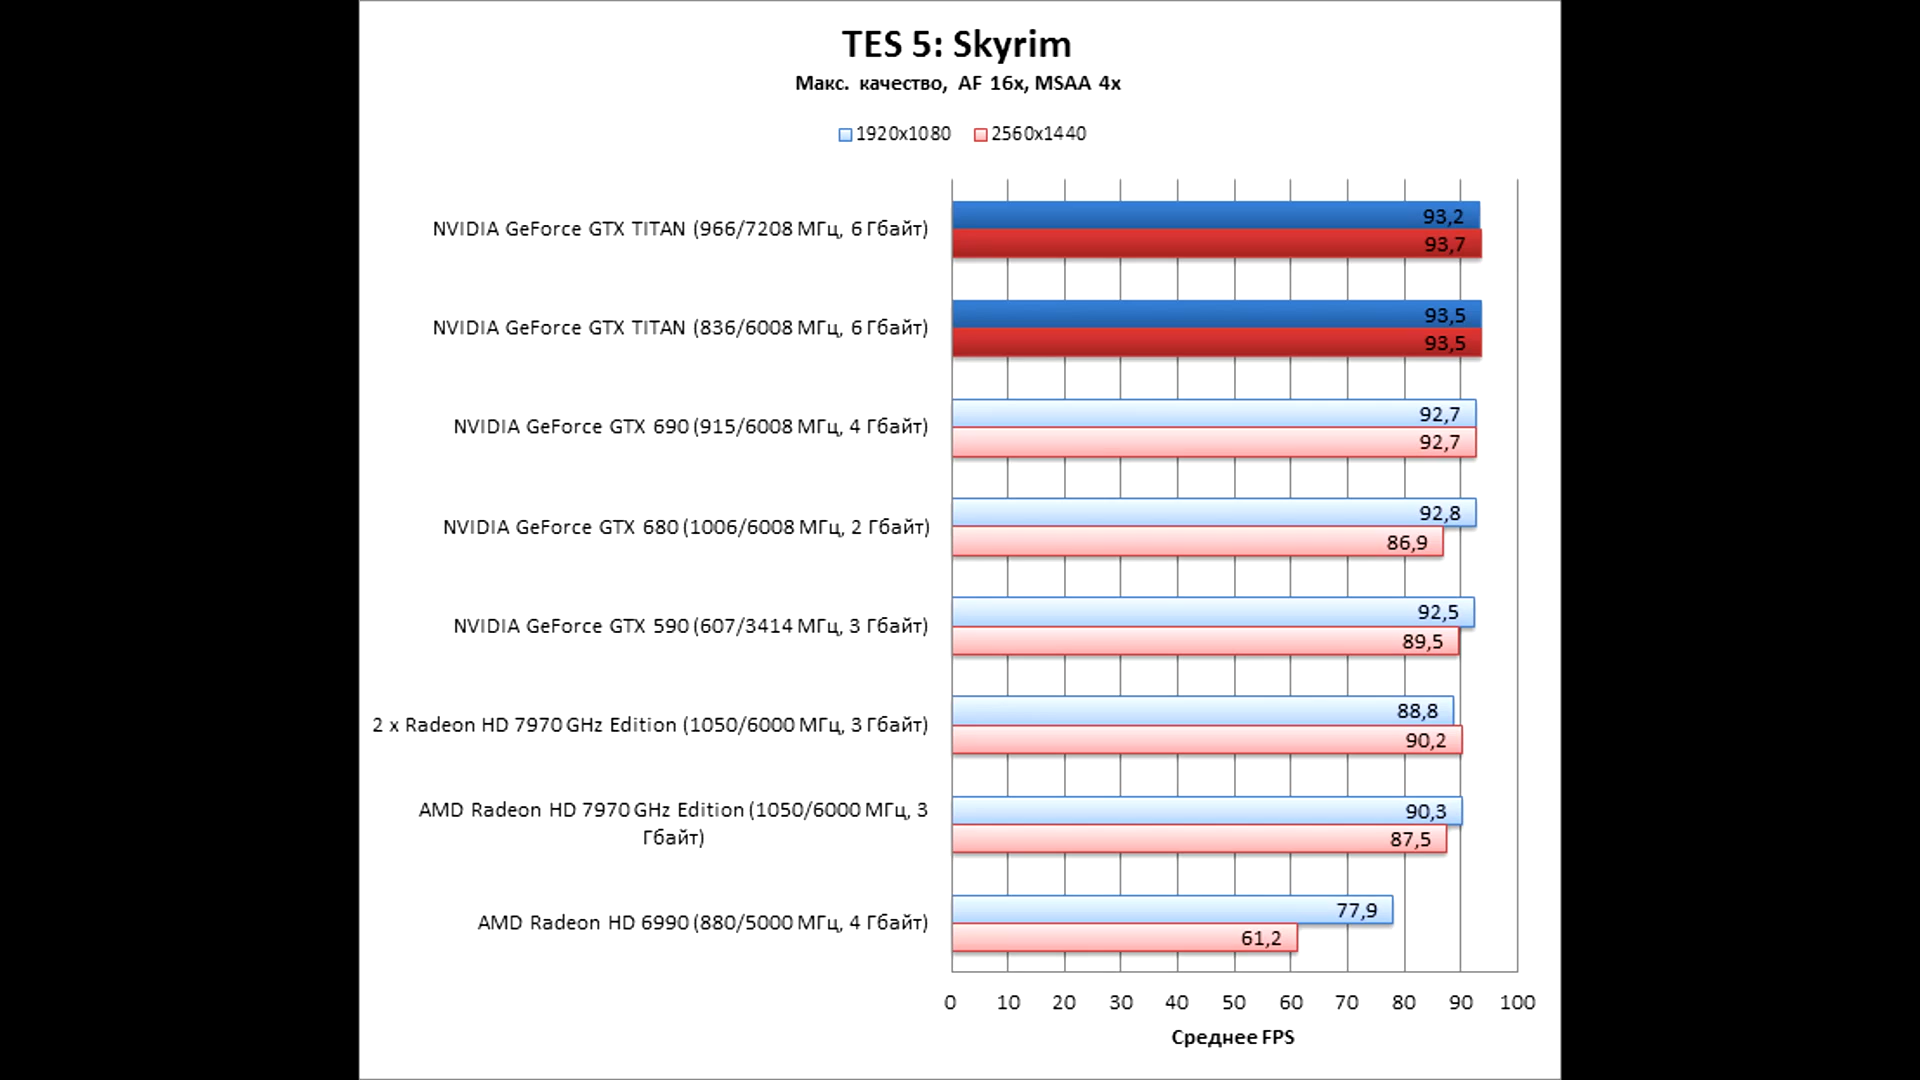 TES 5: Skyrim
Макс. качество, AF 16x, MSAA 4x
1920x1080 2560x1440
NVIDIA GeForce GTX TITAN (966/7208 МГц, 6 Гбайт)
93,2
93,7
NVIDIA GeForce GTX TITAN (836/6008 МГц, 6 Гбайт)
93,5
93,5
NVIDIA GeForce GTX 690 (915/6008 МГц, 4 Гбайт)
92,7
92,7
NVIDIA GeForce GTX 680 (1006/6008 МГц, 2 Гбайт)
92,8
86,9
NVIDIA GeForce GTX 590 (607/3414 МГц, 3 Гбайт)
92,5
89,5
2 x Radeon HD 7970 GHz Edition (1050/6000 МГц, 3 Гбайт)
88,8
90,2
AMD Radeon HD 7970 GHz Edition (1050/6000 МГц, 3
Гбайт)
90,3
87,5
AMD Radeon HD 6990 (880/5000 МГц, 4 Гбайт)
77,9
61,2
0 10 20 30 40 50 60 70 80 90 100
Среднее FPS